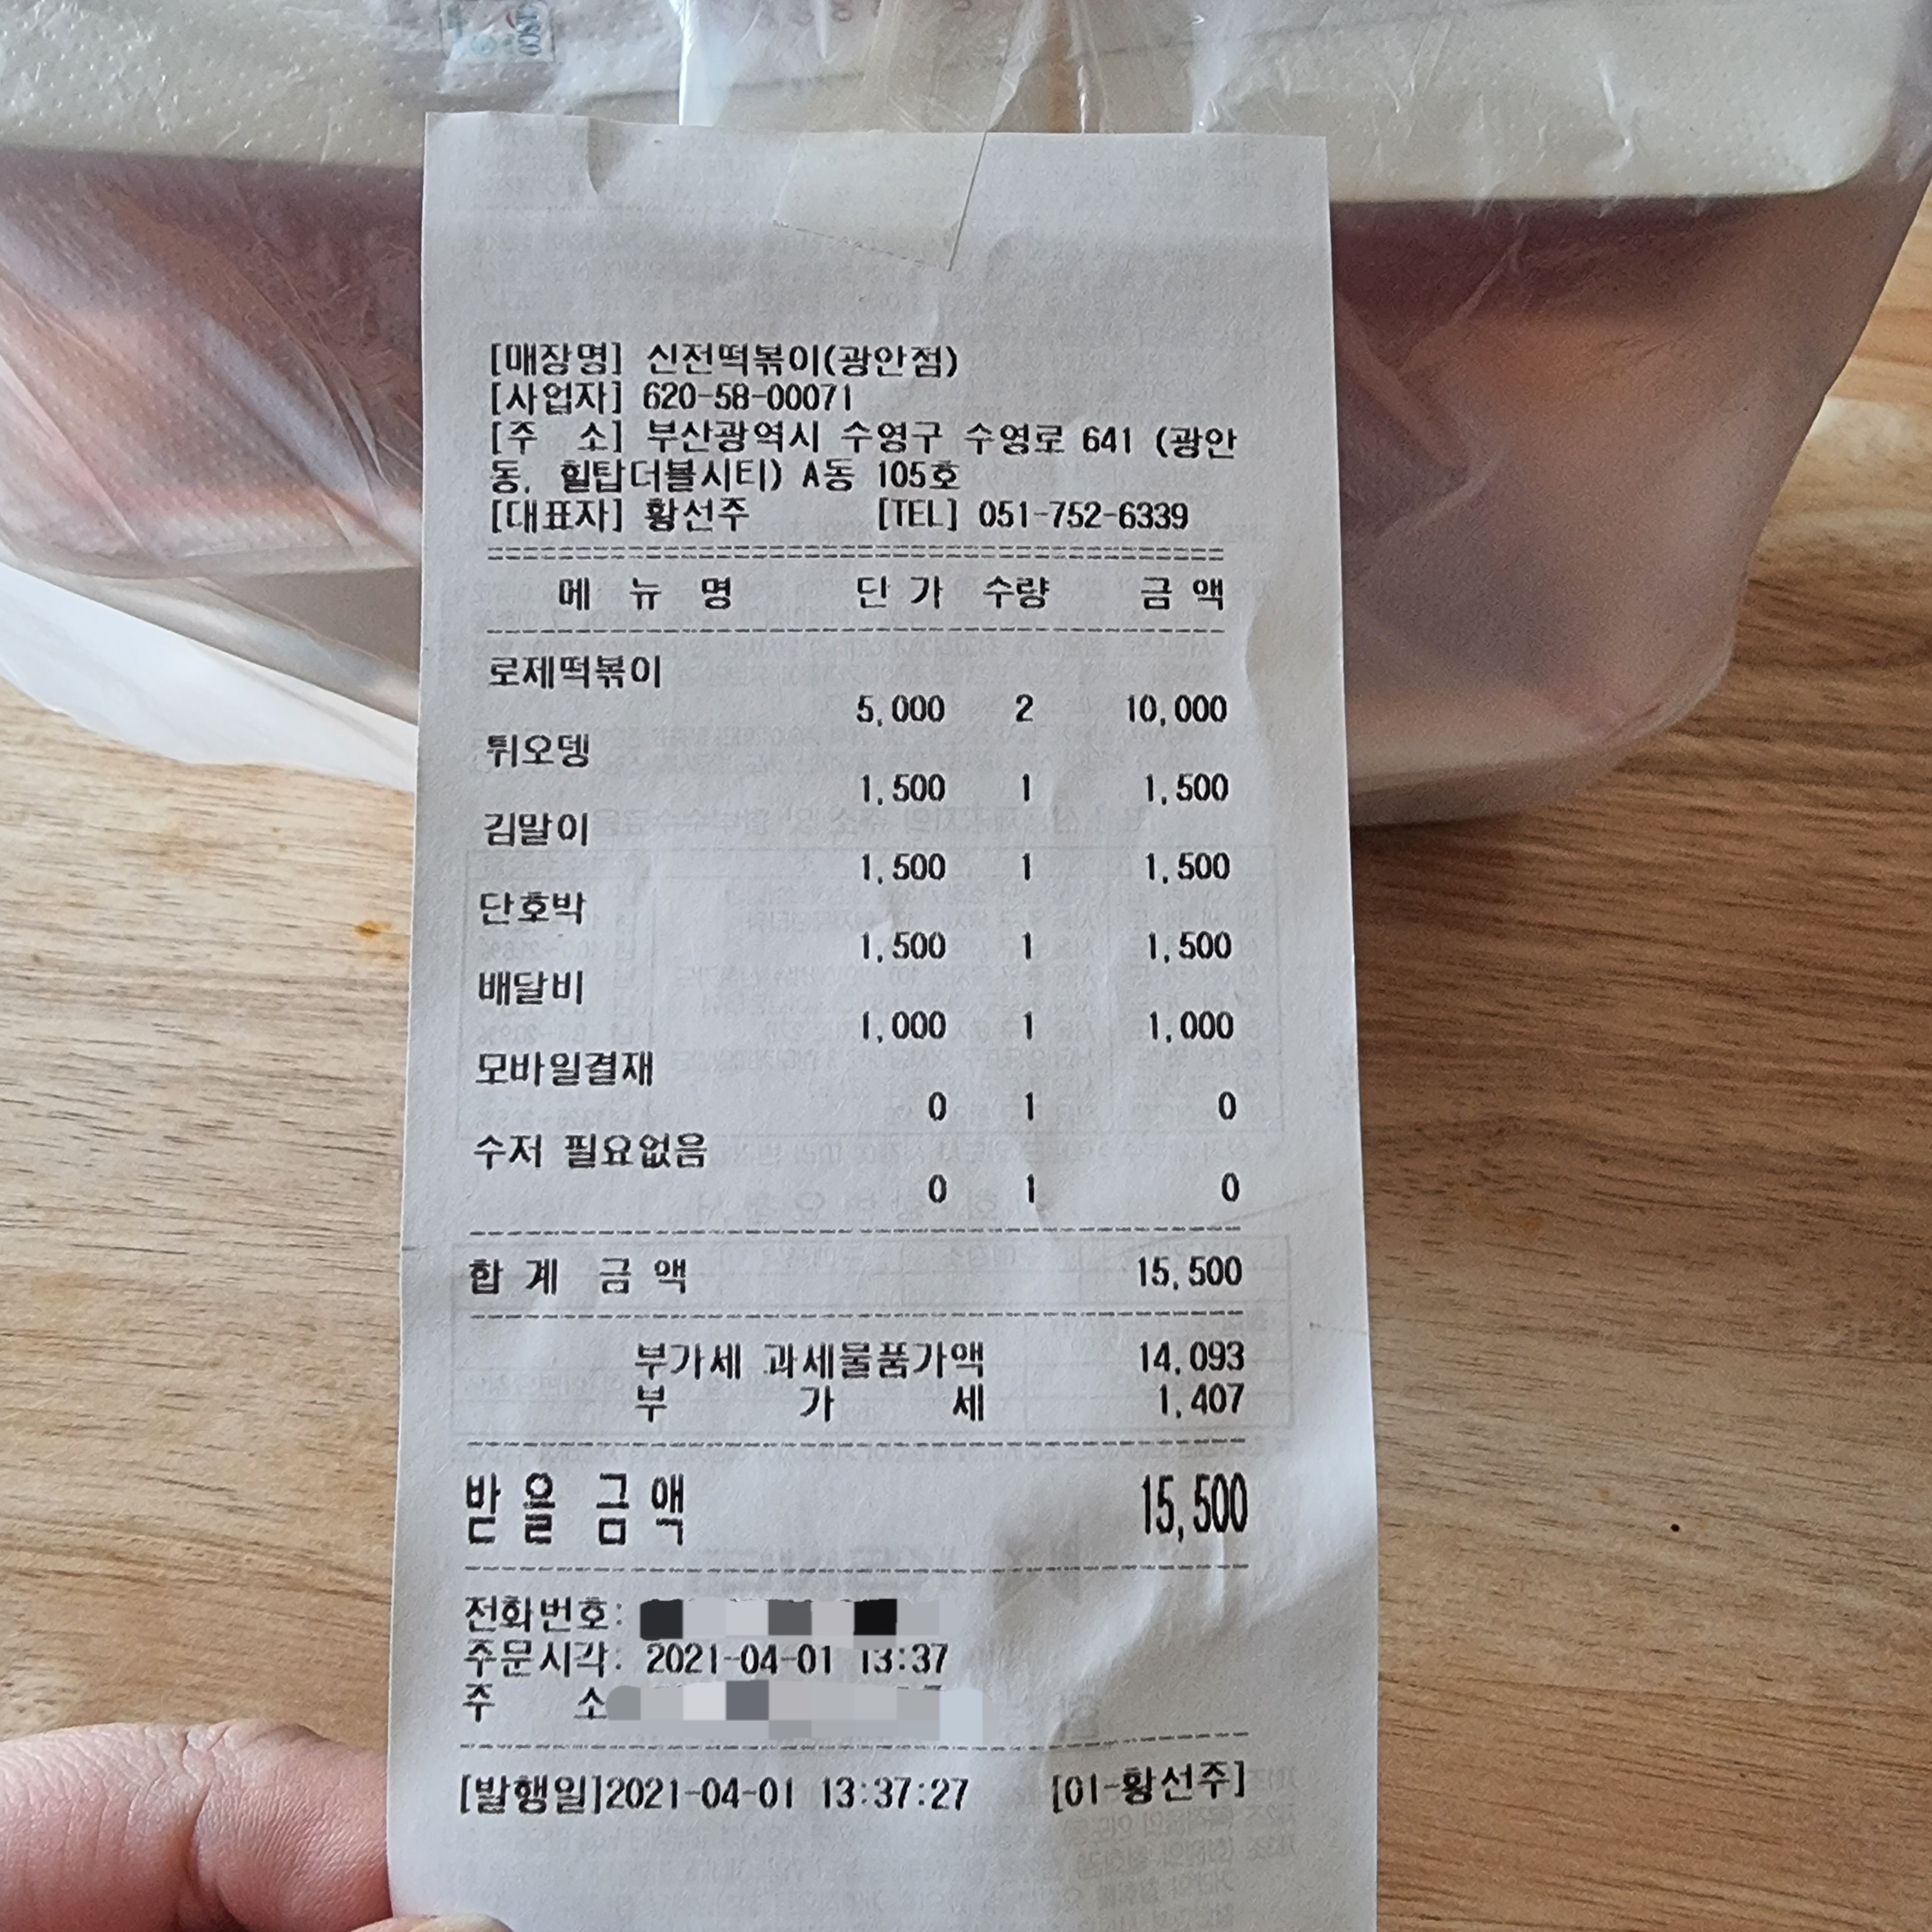 [매장명] 신전떡볶이(광안점)
[사업자] 620-58-00071
[주 소] 부산광역시 수영구 수영로 641 (광안
동, 힐탑더블시티) A동 105호
[대표자] 황선주 [TEL] 051-752-6339
메 뉴 명 단 가 수량 금 액
로제떡볶이
5,000 2 10,000
튀오뎅
1,500 1 1,500
김말이
1,500 1 1,500
단호박
1,500 1 1,500
배달비
1,000 1 1,000
모바일결재
0 1 0
수저 필요없음
0 1 0
합 계 금 액 15,500
부가세 과세물품가액 14,093
부 가 세 1,407
받 을 금 액 15,500
전화번호:
주문시각: 2021-04-01 13:37
주 소
[발행일]2021-04-01 13:37:27 [01-황선주]